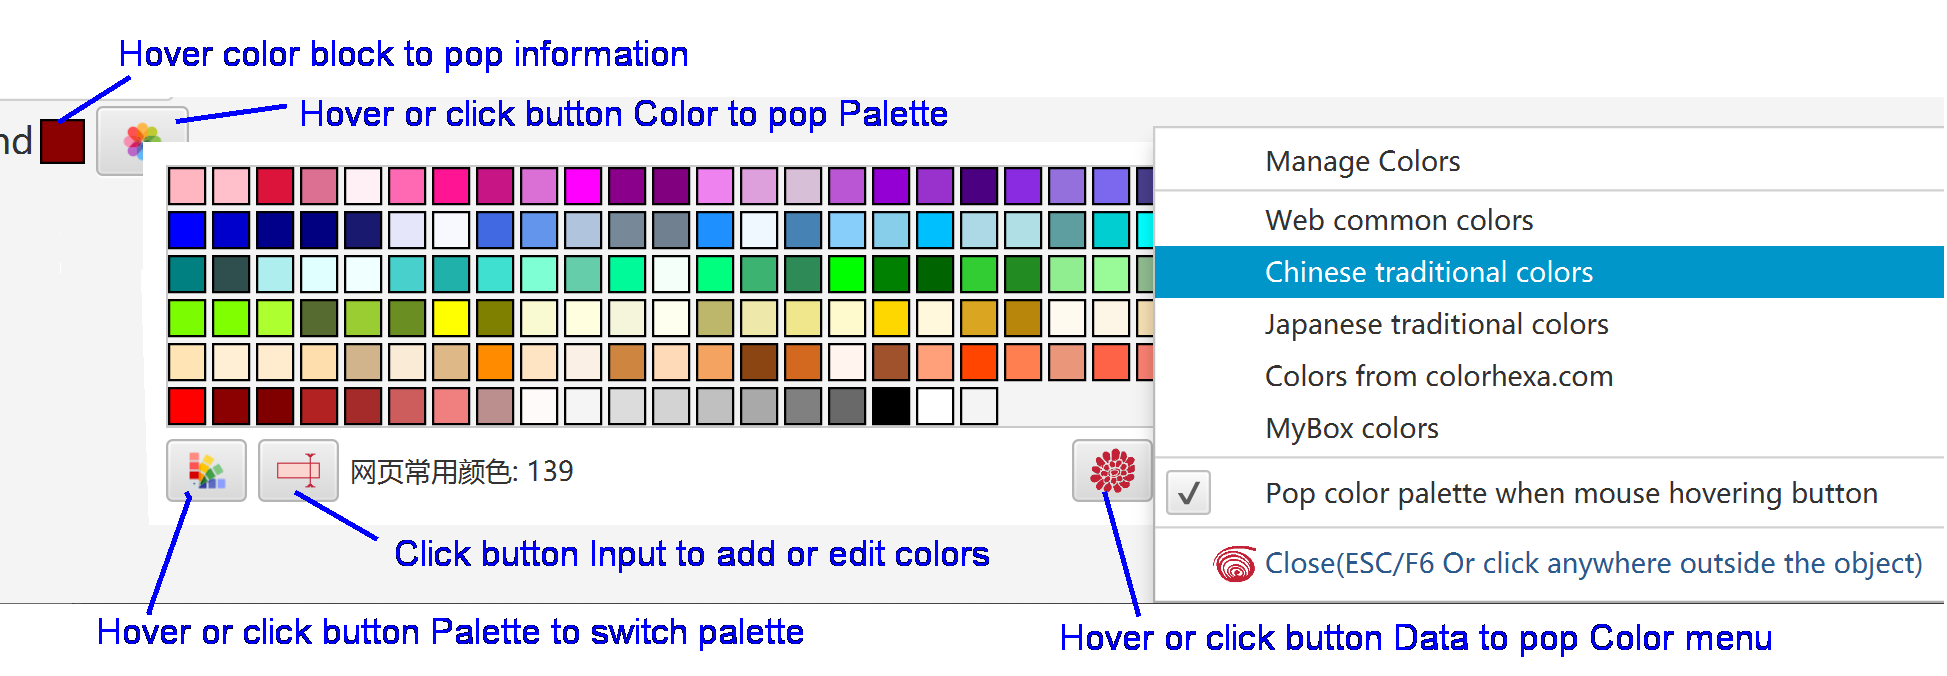 Hover color block to pop information
Hover or click button Color to pop Palette
nd
Manage Colors
Web common colors
Chinese traditional colors
Japanese traditional colors
Colors from colorhexa.com
MyBox colors
网页常用颜色: 139
Pop color palette when mouse hovering button
Click button Input to add or edit colors
Close(ESC/F6 Or click anywhere outside the object)
Hover or click button Palette to switch palette
Hover or click button Data to pop Color menu